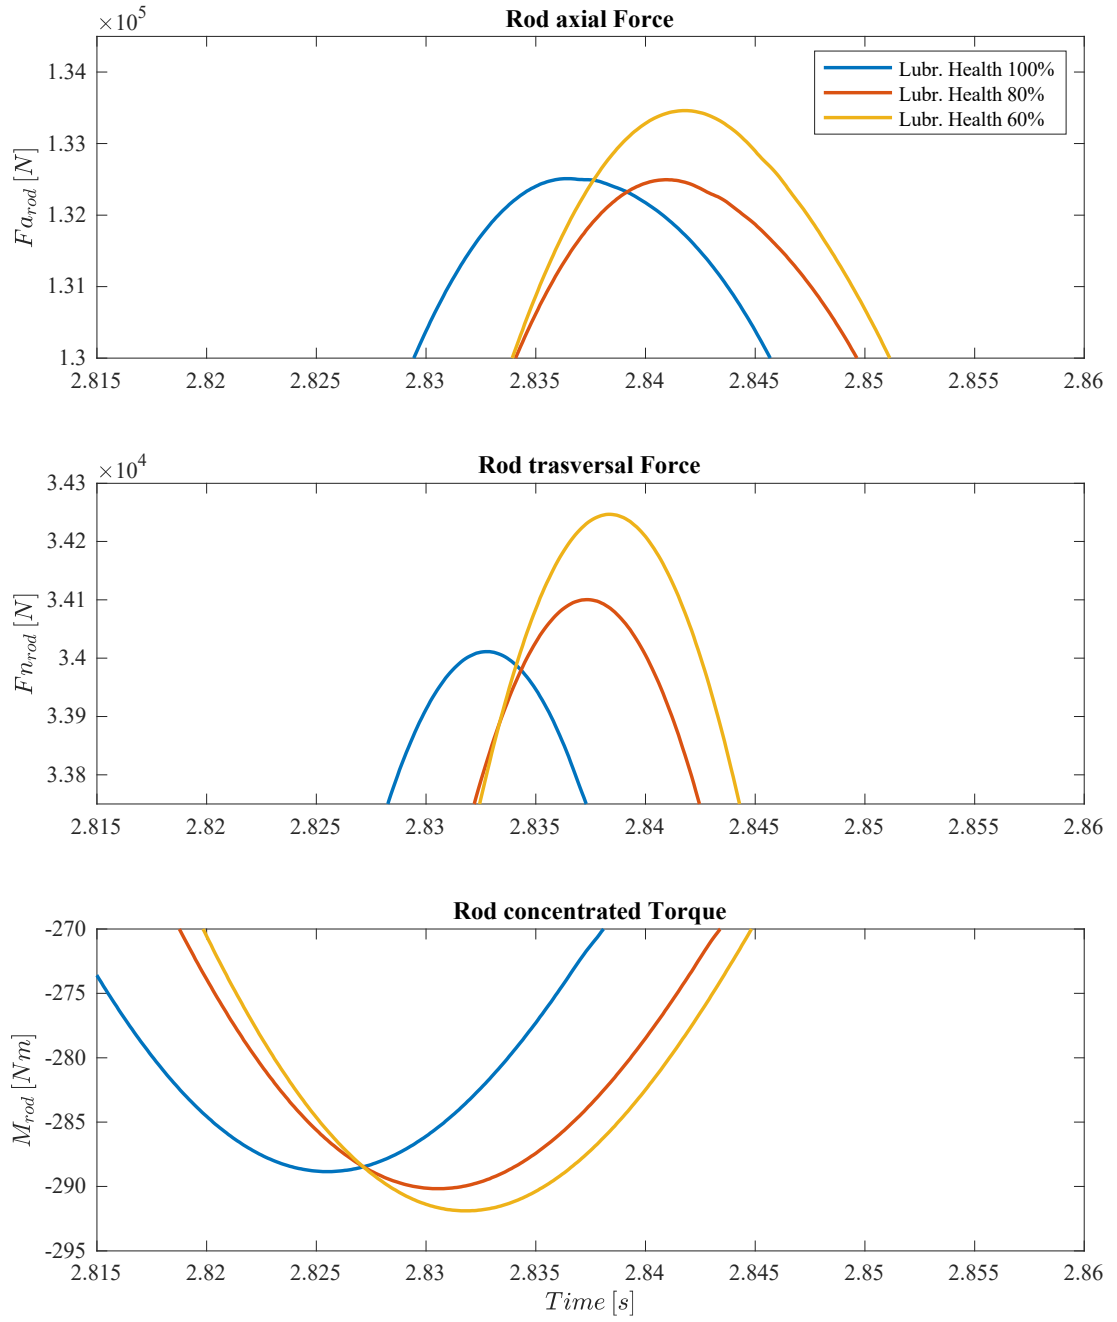 ×10⁵
Rod axial Force
Lubr. Health 100%
Lubr. Health 80%
Lubr. Health 60%
Fa_rod [N]
1.34
1.33
1.32
1.31
1.3
2.815 2.82 2.825 2.83 2.835 2.84 2.845 2.85 2.855 2.86
×10⁴
Rod trasversal Force
Fn_rod [N]
3.43
3.42
3.41
3.4
3.39
3.38
2.815 2.82 2.825 2.83 2.835 2.84 2.845 2.85 2.855 2.86
Rod concentrated Torque
M_rod [Nm]
-270
-275
-280
-285
-290
-295
2.815 2.82 2.825 2.83 2.835 2.84 2.845 2.85 2.855 2.86
Time [s]